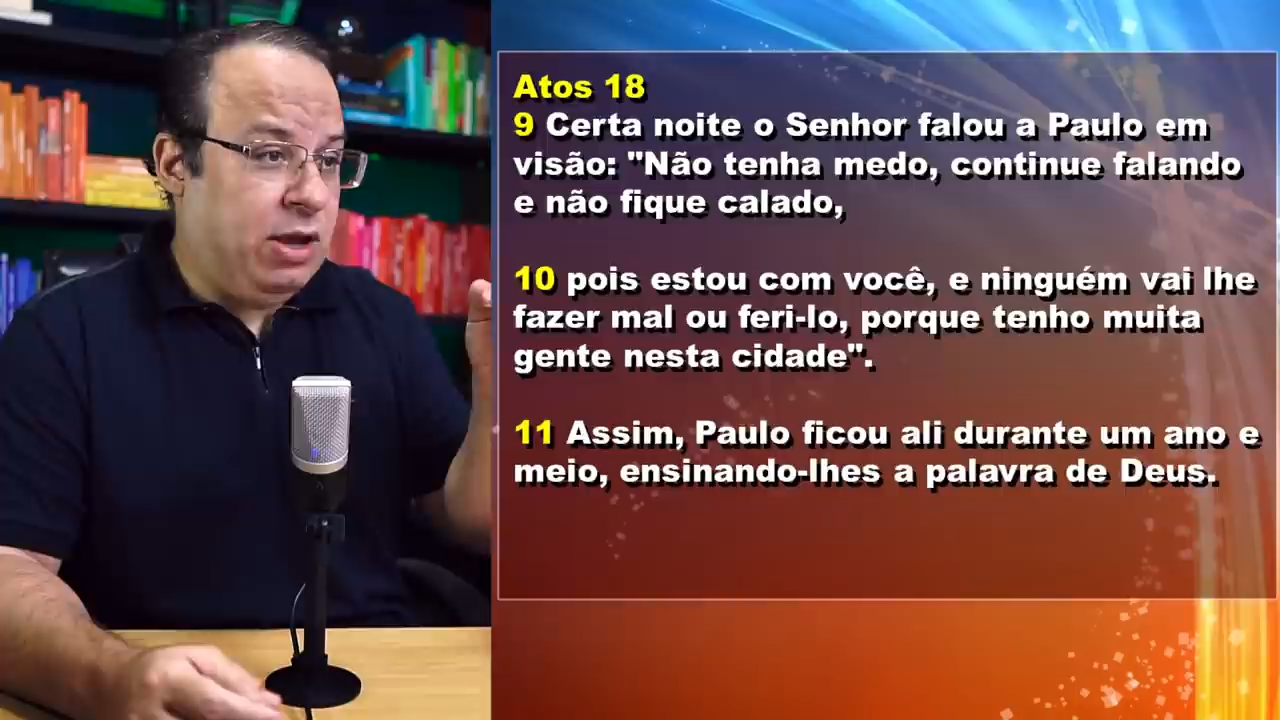 Atos 18
9 Certa noite o Senhor falou a Paulo em
visão: "Não tenha medo, continue falando
e não fique calado,
10 pois estou com você, e ninguém vai lhe
fazer mal ou feri-lo, porque tenho muita
gente nesta cidade".
11 Assim, Paulo ficou ali durante um ano e
meio, ensinando-lhes a palavra de Deus.